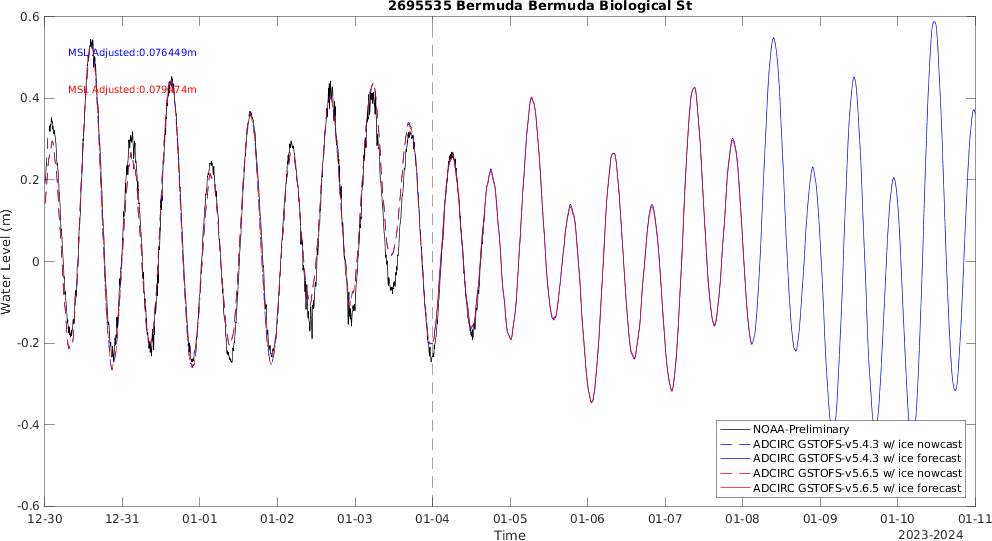 2695535 Bermuda Bermuda Biological St
MSL Adjusted:0.076449m
MSL Adjusted:0.079474m
0.6
0.4
0.2
0
-0.2
-0.4
-0.6
Water Level (m)
NOAA-Preliminary
ADCIRC GSTOFS-v5.4.3 w/ ice nowcast
ADCIRC GSTOFS-v5.4.3 w/ ice forecast
ADCIRC GSTOFS-v5.6.5 w/ ice nowcast
ADCIRC GSTOFS-v5.6.5 w/ ice forecast
12-30 12-31 01-01 01-02 01-03 01-04 01-05 01-06 01-07 01-08 01-09 01-10 01-11
Time
2023-2024